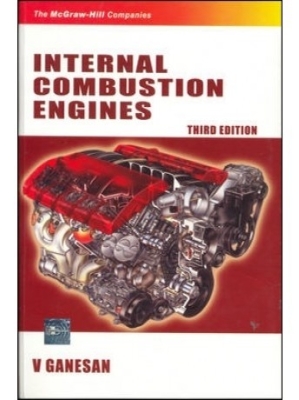 The McGraw-Hill Companies
INTERNAL
COMBUSTION
ENGINES
THIRD EDITION
V GANESAN